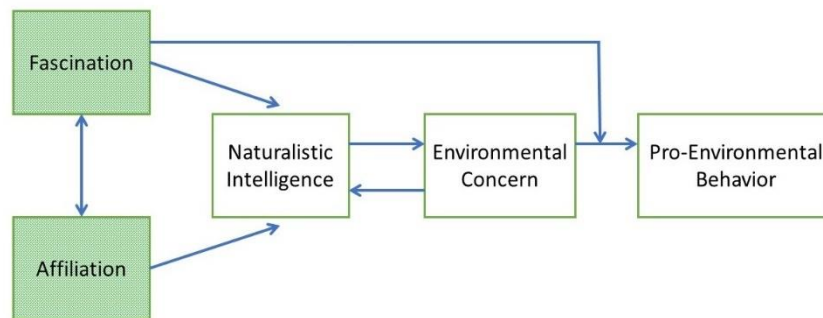 Fascination
Naturalistic
Intelligence
Environmental
Concern
Pro-Environmental
Behavior
Affiliation